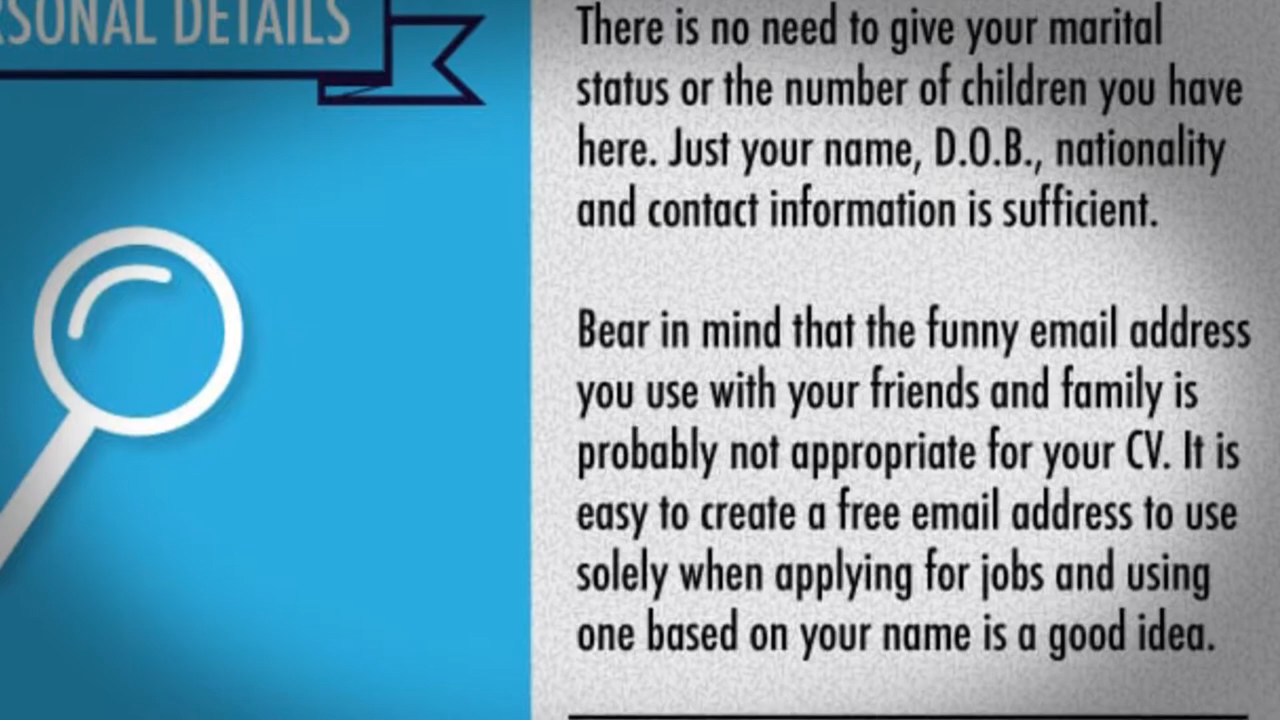 RSONAL DETAILS
There is no need to give your marital
status or the number of children you have
here. Just your name, D.O.B., nationality
and contact information is sufficient.
Bear in mind that the funny email address
you use with your friends and family is
probably not appropriate for your CV. It is
easy to create a free email address to use
solely when applying for jobs and using
one based on your name is a good idea.